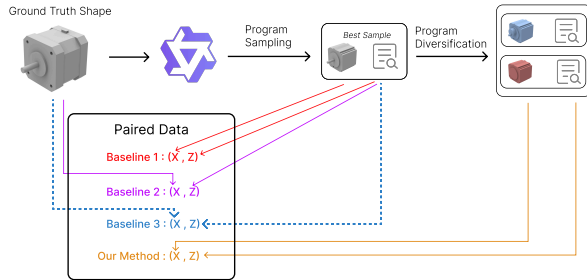 Ground Truth Shape
Program
Sampling
Best Sample
Program
Diversification
Paired Data
Baseline 1 : (X , Z)
Baseline 2 : (X , Z)
Baseline 3 : (X , Z)
Our Method : (X , Z)